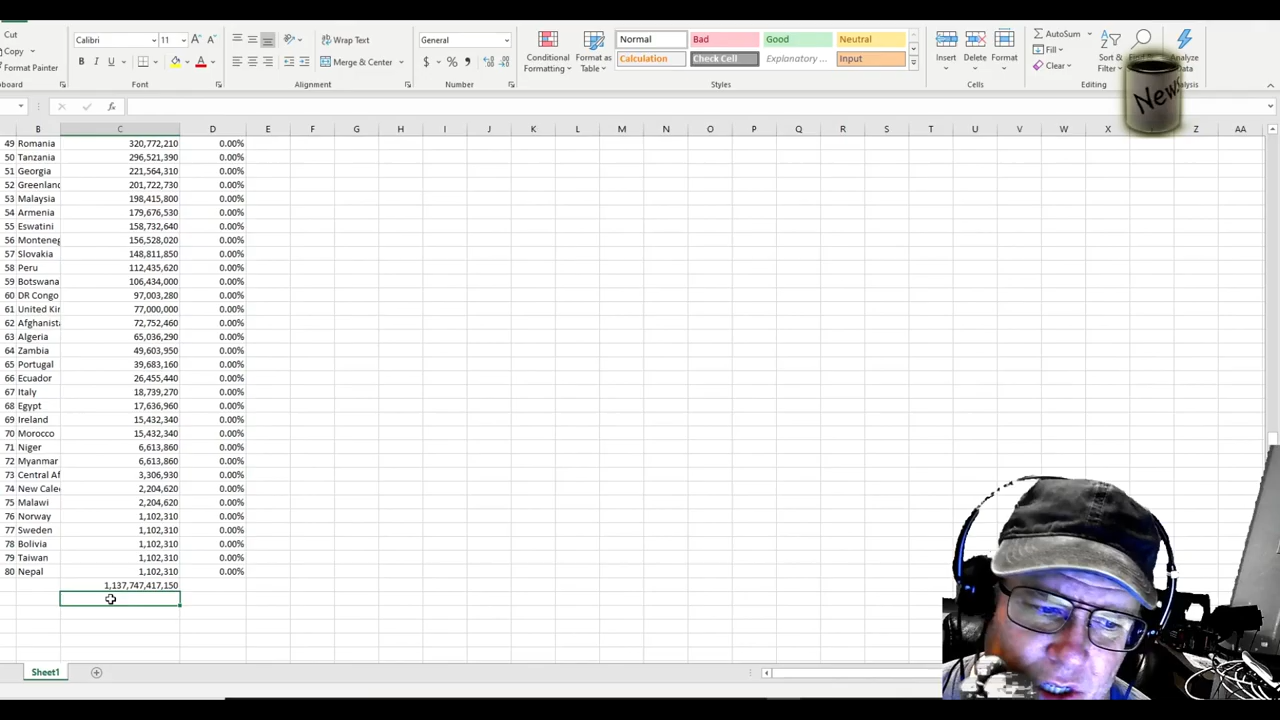 Cut
Copy
Format Painter
Calibri 11 A A
B I U A
Wrap Text
Merge & Center
General
$ % 9
Conditional Formatting
Format as Table
Normal Bad Good Neutral
Calculation Check Cell Explanatory ... Input
Insert Delete Format
AutoSum
Fill
Clear
Sort & Filter
Analyze Data
Font Alignment Number Styles Cells Editing Analysis
News
fx
B C D E F G H I J K L M N O P Q R S T U V W X Y Z AA
49 Romania 320,772,210 0.00%
50 Tanzania 296,521,390 0.00%
51 Georgia 221,564,310 0.00%
52 Greenland 201,722,730 0.00%
53 Malaysia 198,415,800 0.00%
54 Armenia 179,676,530 0.00%
55 Eswatini 158,732,640 0.00%
56 Monteneg 156,528,020 0.00%
57 Slovakia 148,811,850 0.00%
58 Peru 112,435,620 0.00%
59 Botswana 106,434,000 0.00%
60 DR Congo 97,003,280 0.00%
61 United Kin 77,000,000 0.00%
62 Afghanista 72,752,460 0.00%
63 Algeria 65,036,290 0.00%
64 Zambia 49,603,950 0.00%
65 Portugal 39,683,160 0.00%
66 Ecuador 26,455,440 0.00%
67 Italy 18,739,270 0.00%
68 Egypt 17,636,960 0.00%
69 Ireland 15,432,340 0.00%
70 Morocco 15,432,340 0.00%
71 Niger 6,613,860 0.00%
72 Myanmar 6,613,860 0.00%
73 Central Af 3,306,930 0.00%
74 New Cale 2,204,620 0.00%
75 Malawi 2,204,620 0.00%
76 Norway 1,102,310 0.00%
77 Sweden 1,102,310 0.00%
78 Bolivia 1,102,310 0.00%
79 Taiwan 1,102,310 0.00%
80 Nepal 1,102,310 0.00%
1,137,747,417,150
Sheet1